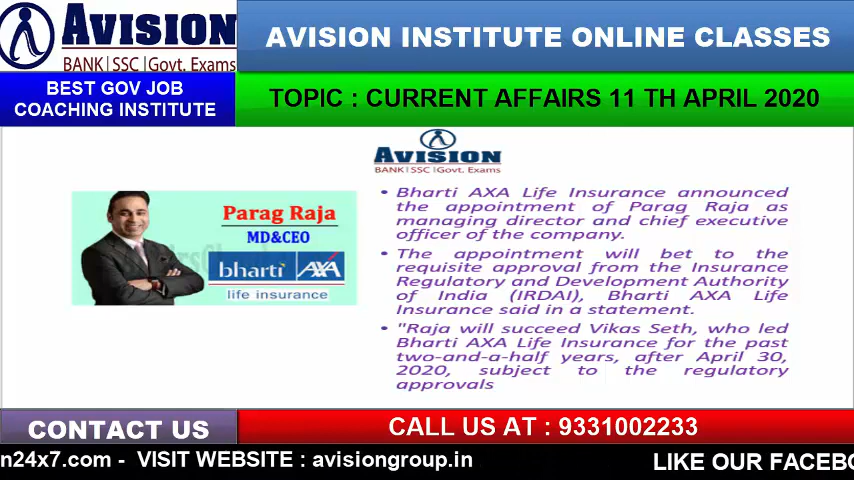 AVISION
BANK|SSC|Govt. Exams
AVISION INSTITUTE ONLINE CLASSES
BEST GOV JOB
COACHING INSTITUTE
TOPIC : CURRENT AFFAIRS 11 TH APRIL 2020
AVISION
BANK|SSC|Govt. Exams
Parag Raja
MD&CEO
bharti AXA
life insurance
• Bharti AXA Life Insurance announced
the appointment of Parag Raja as
managing director and chief executive
officer of the company.
• The appointment will bet to the
requisite approval from the Insurance
Regulatory and Development Authority
of India (IRDAI), Bharti AXA Life
Insurance said in a statement.
• "Raja will succeed Vikas Seth, who led
Bharti AXA Life Insurance for the past
two-and-a-half years, after April 30,
2020, subject to the regulatory
approvals
CONTACT US
CALL US AT : 9331002233
n24x7.com - VISIT WEBSITE : avisiongroup.in
LIKE OUR FACEBO